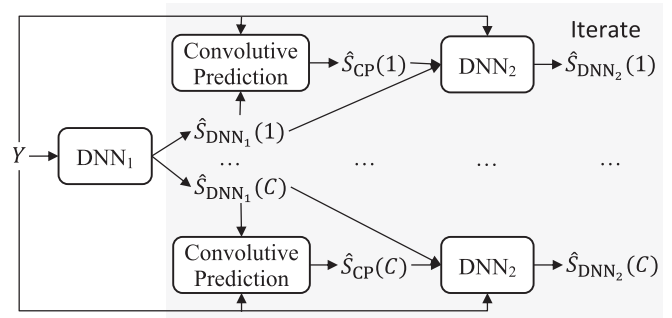 Iterate
Convolutive
Prediction
Ŝ_CP(1)
DNN₂
Ŝ_DNN₂(1)
Ŝ_DNN₁(1)
Y
DNN₁
... ... ... ...
Ŝ_DNN₁(C)
Convolutive
Prediction
Ŝ_CP(C)
DNN₂
Ŝ_DNN₂(C)